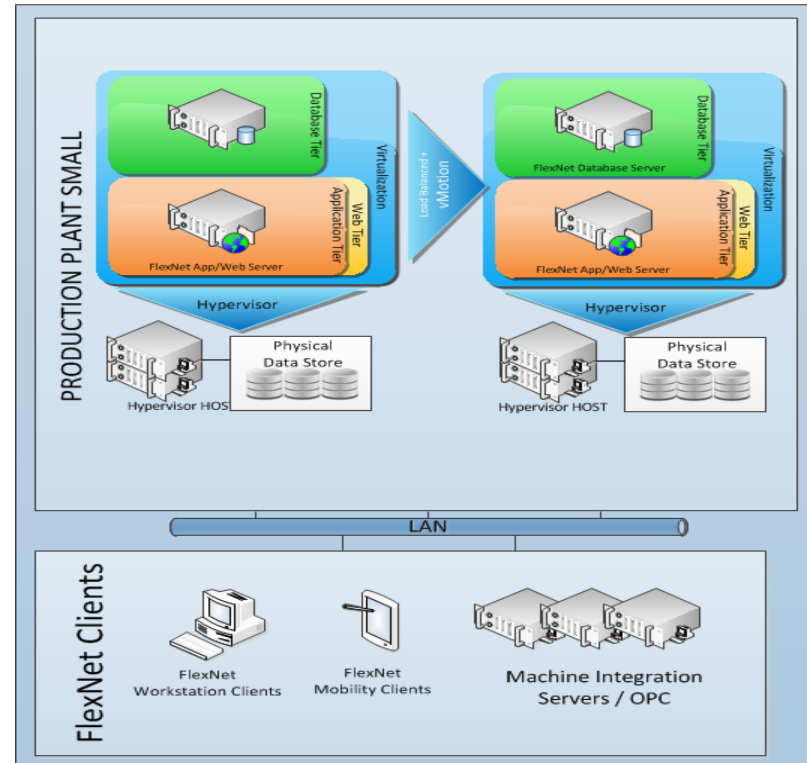 PRODUCTION PLANT SMALL
Database Tier
Virtualization
Web Tier
Application Tier
FlexNet App/Web Server
Hypervisor
Hypervisor HOST
Physical
Data Store
Load Balanced +
vMotion
Database Tier
FlexNet Database Server
Virtualization
Web Tier
Application Tier
FlexNet App/Web Server
Hypervisor
Hypervisor HOST
Physical
Data Store
LAN
FlexNet Clients
FlexNet
Workstation Clients
FlexNet
Mobility Clients
Machine Integration
Servers / OPC